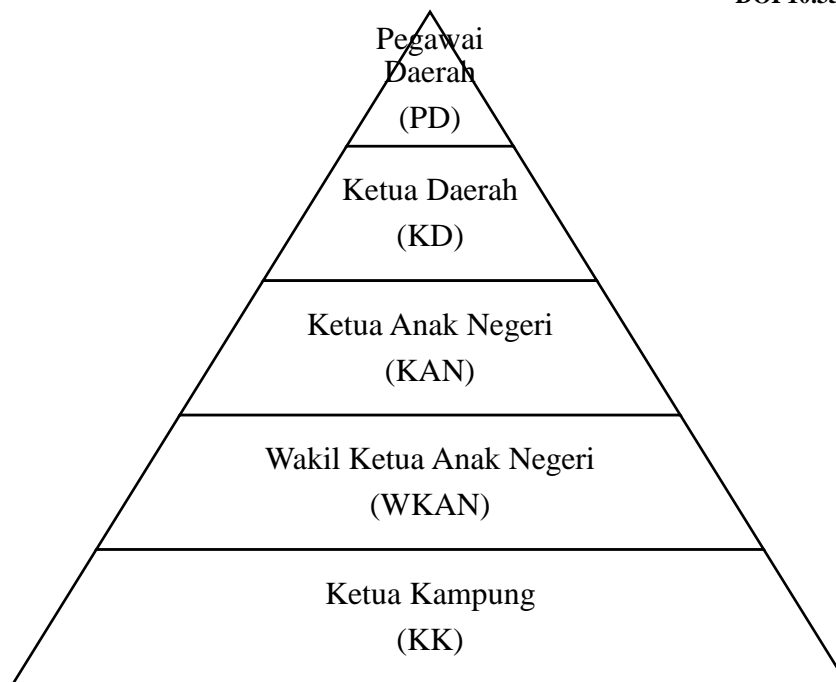 Pegawai
Daerah
(PD)
Ketua Daerah
(KD)
Ketua Anak Negeri
(KAN)
Wakil Ketua Anak Negeri
(WKAN)
Ketua Kampung
(KK)